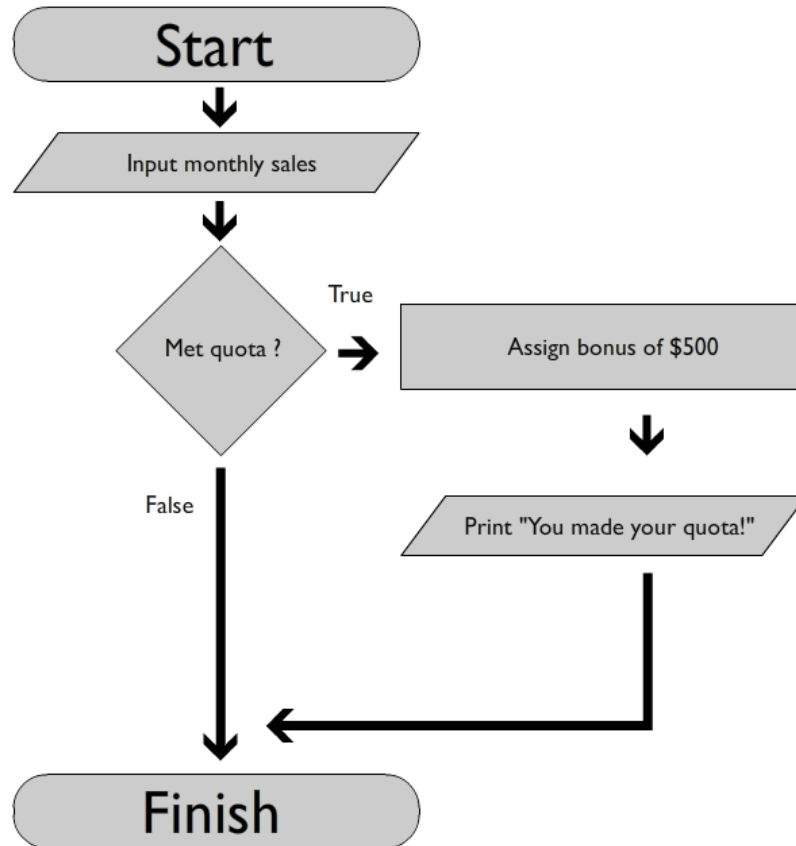 Start
Input monthly sales
True
Met quota ?
Assign bonus of $500
False
Print "You made your quota!"
Finish